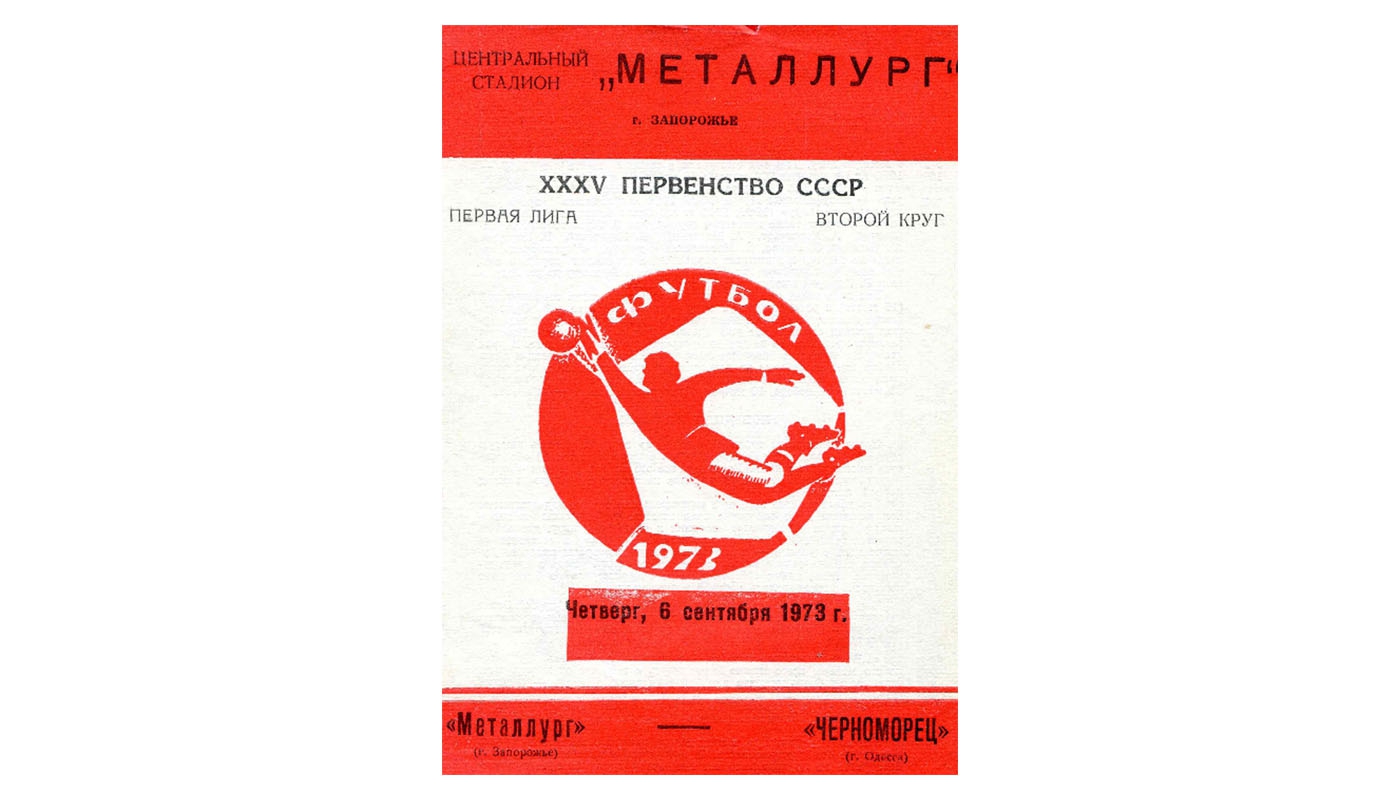 ЦЕНТРАЛЬНЫЙ
СТАДИОН
„МЕТАЛЛУРГ“
г. ЗАПОРОЖЬЕ
XXXV ПЕРВЕНСТВО СССР
ПЕРВАЯ ЛИГА
ВТОРОЙ КРУГ
ФУТБОЛ
1973
Четверг, 6 сентября 1973 г.
«Металлург» — «ЧЕРНОМОРЕЦ»
(г. Запорожье) (г. Одесса)